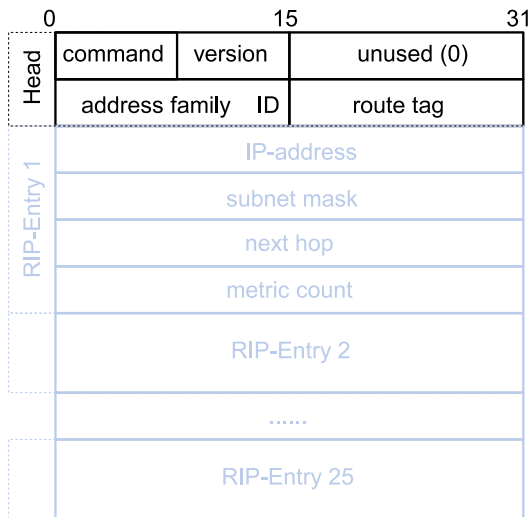 0 15 31
Head
command version unused (0)
address family ID route tag
RIP-Entry 1
IP-address
subnet mask
next hop
metric count
RIP-Entry 2
......
RIP-Entry 25